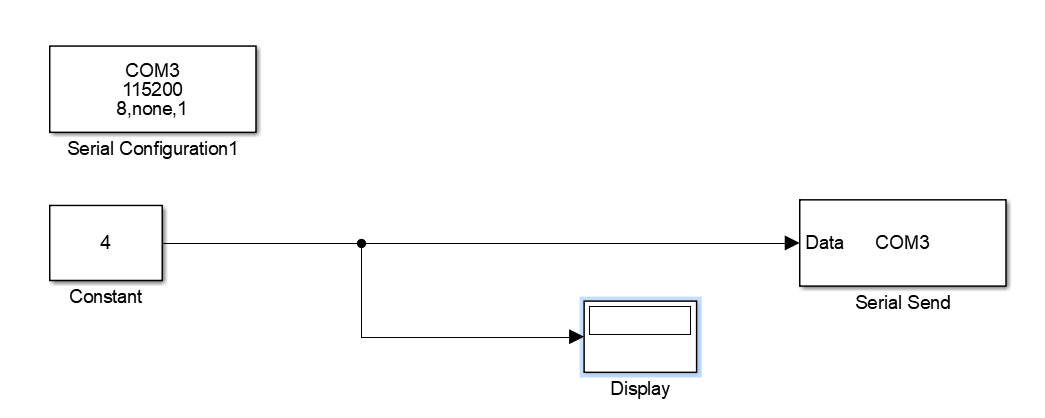 COM3
115200
8,none,1
Serial Configuration1
4
Constant
Data COM3
Serial Send
Display